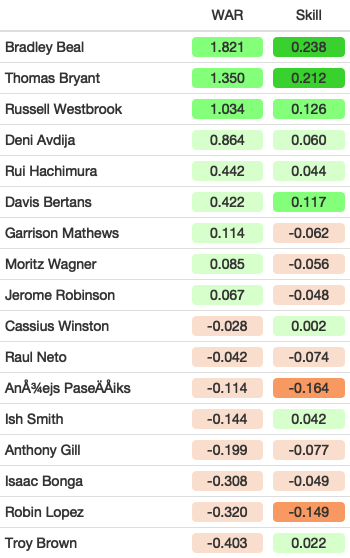 WAR Skill
Bradley Beal 1.821 0.238
Thomas Bryant 1.350 0.212
Russell Westbrook 1.034 0.126
Deni Avdija 0.864 0.060
Rui Hachimura 0.442 0.044
Davis Bertans 0.422 0.117
Garrison Mathews 0.114 -0.062
Moritz Wagner 0.085 -0.056
Jerome Robinson 0.067 -0.048
Cassius Winston -0.028 0.002
Raul Neto -0.042 -0.074
AnÅ¾ejs PaseÄÅiks -0.114 -0.164
Ish Smith -0.144 0.042
Anthony Gill -0.199 -0.077
Isaac Bonga -0.308 -0.049
Robin Lopez -0.320 -0.149
Troy Brown -0.403 0.022